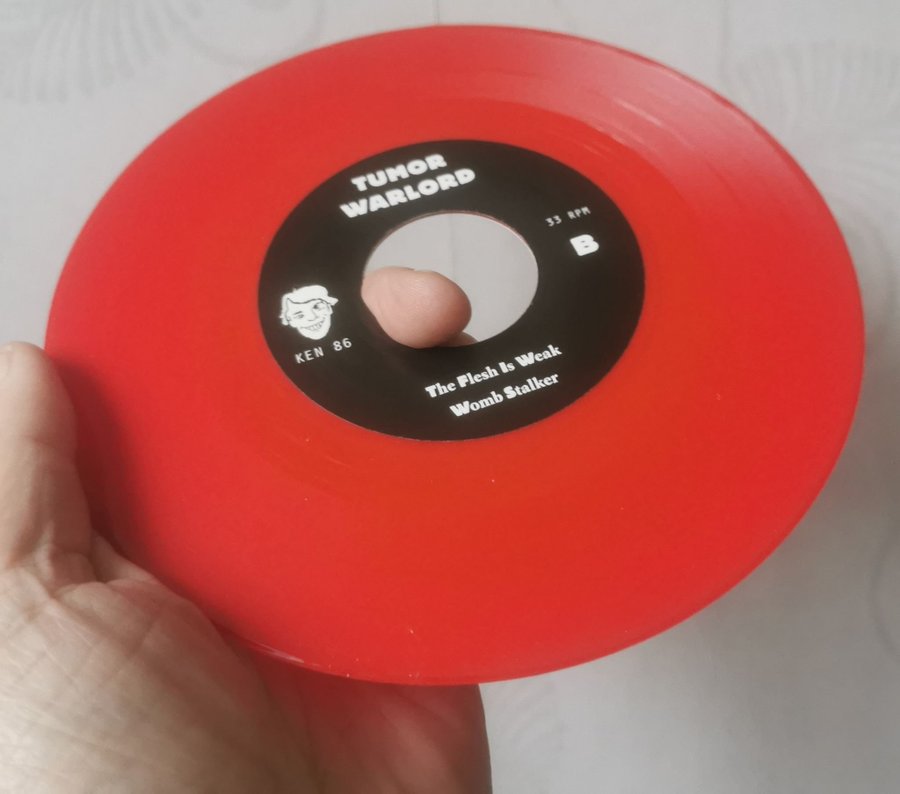 TUMOR
WARLORD
33 RPM
B
KEN 86
The Flesh Is Weak
Womb Stalker